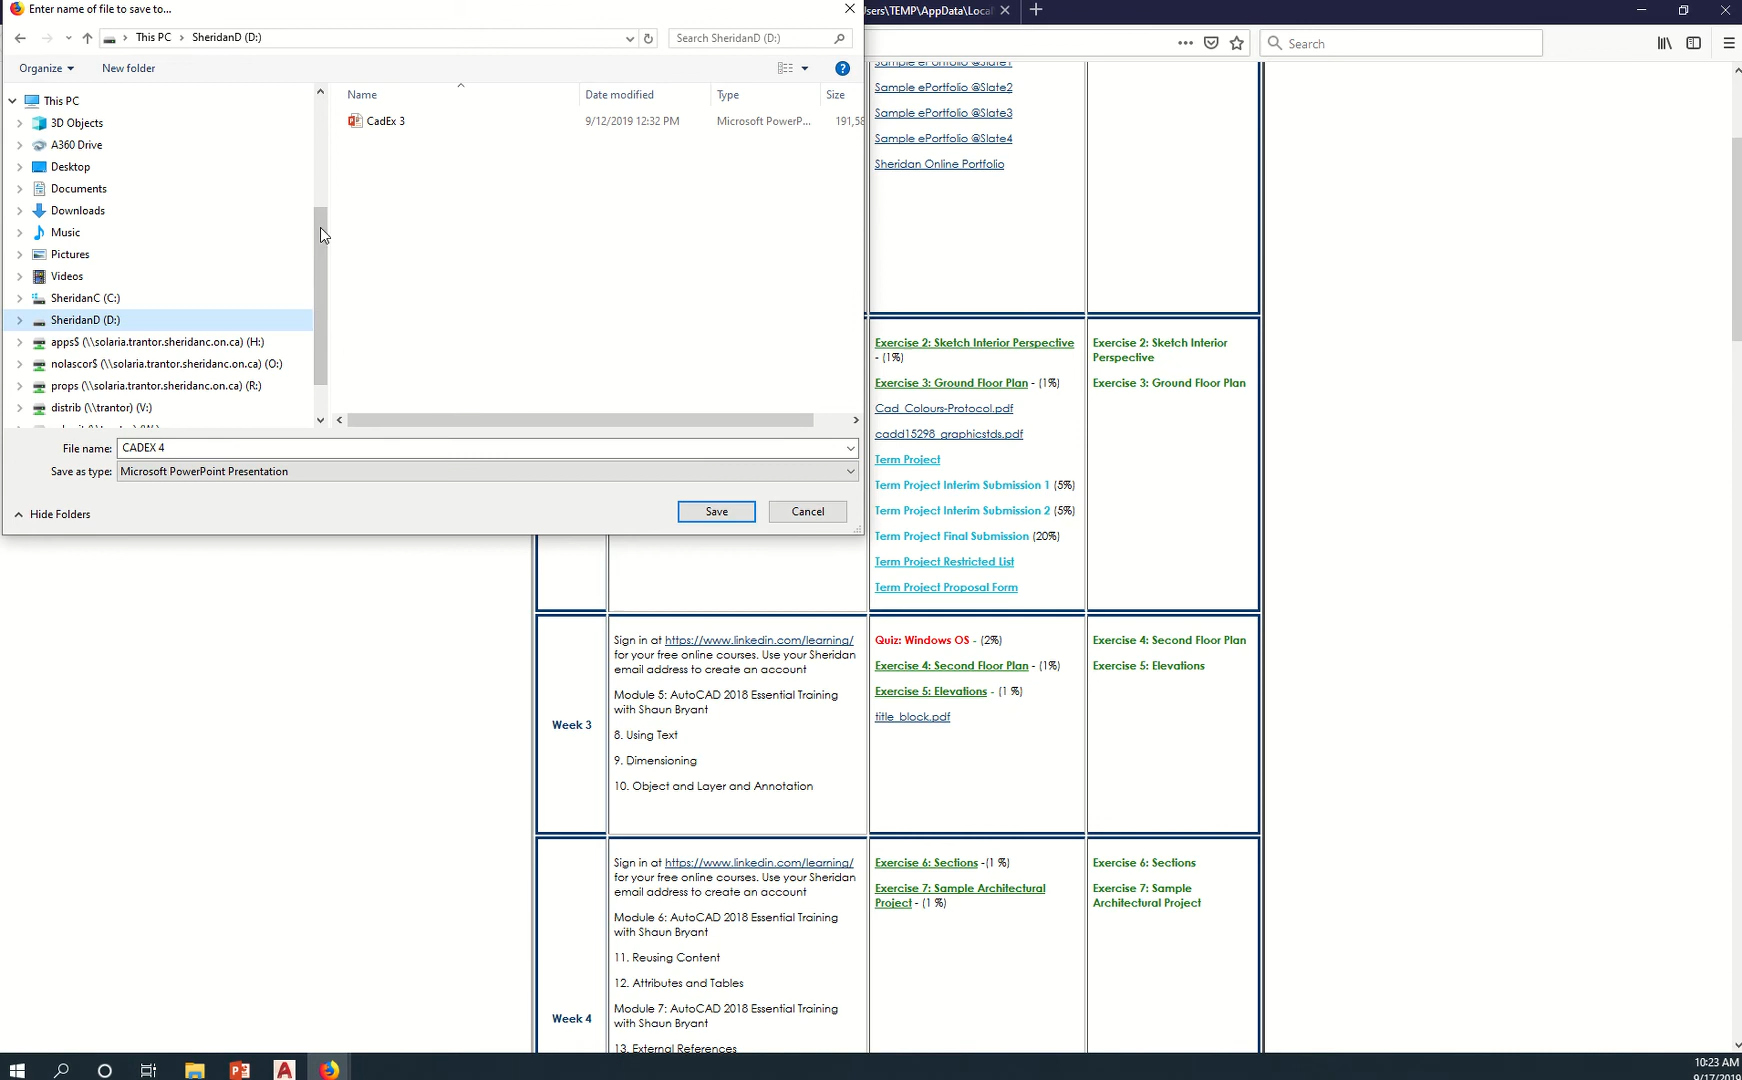 Enter name of file to save to...
sers\TEMP\AppData\Local
This PC
SheridanD (D:)
Search SheridanD (D:)
Search
Organize
New folder
This PC
3D Objects
A360 Drive
Desktop
Documents
Downloads
Music
Pictures
Videos
SheridanC (C:)
SheridanD (D:)
apps$ (\\solaria.trantor.sheridanc.on.ca) (H:)
nolascor$ (\\solaria.trantor.sheridanc.on.ca) (O:)
props (\\solaria.trantor.sheridanc.on.ca) (R:)
distrib (\\trantor) (V:)
Name
Date modified
Type
Size
CadEx 3
9/12/2019 12:32 PM
Microsoft PowerP...
191,58
File name:
CADEX 4
Save as type:
Microsoft PowerPoint Presentation
Hide Folders
Save
Cancel
Sample ePortfolio @Slate1
Sample ePortfolio @Slate2
Sample ePortfolio @Slate3
Sample ePortfolio @Slate4
Sheridan Online Portfolio
Exercise 2: Sketch Interior Perspective
- (1%)
Exercise 3: Ground Floor Plan - (1%)
Cad_Colours-Protocol.pdf
cadd15298_graphicstds.pdf
Term Project
Term Project Interim Submission 1 (5%)
Term Project Interim Submission 2 (5%)
Term Project Final Submission (20%)
Term Project Restricted List
Term Project Proposal Form
Exercise 2: Sketch Interior
Perspective
Exercise 3: Ground Floor Plan
Week 3
Sign in at https://www.linkedin.com/learning/
for your free online courses. Use your Sheridan
email address to create an account
Module 5: AutoCAD 2018 Essential Training
with Shaun Bryant
8. Using Text
9. Dimensioning
10. Object and Layer and Annotation
Quiz: Windows OS - (2%)
Exercise 4: Second Floor Plan - (1%)
Exercise 5: Elevations - (1 %)
title_block.pdf
Exercise 4: Second Floor Plan
Exercise 5: Elevations
Week 4
Sign in at https://www.linkedin.com/learning/
for your free online courses. Use your Sheridan
email address to create an account
Module 6: AutoCAD 2018 Essential Training
with Shaun Bryant
11. Reusing Content
12. Attributes and Tables
Module 7: AutoCAD 2018 Essential Training
with Shaun Bryant
13. External References
Exercise 6: Sections -(1 %)
Exercise 7: Sample Architectural
Project - (1 %)
Exercise 6: Sections
Exercise 7: Sample
Architectural Project
10:23 AM
9/17/2019